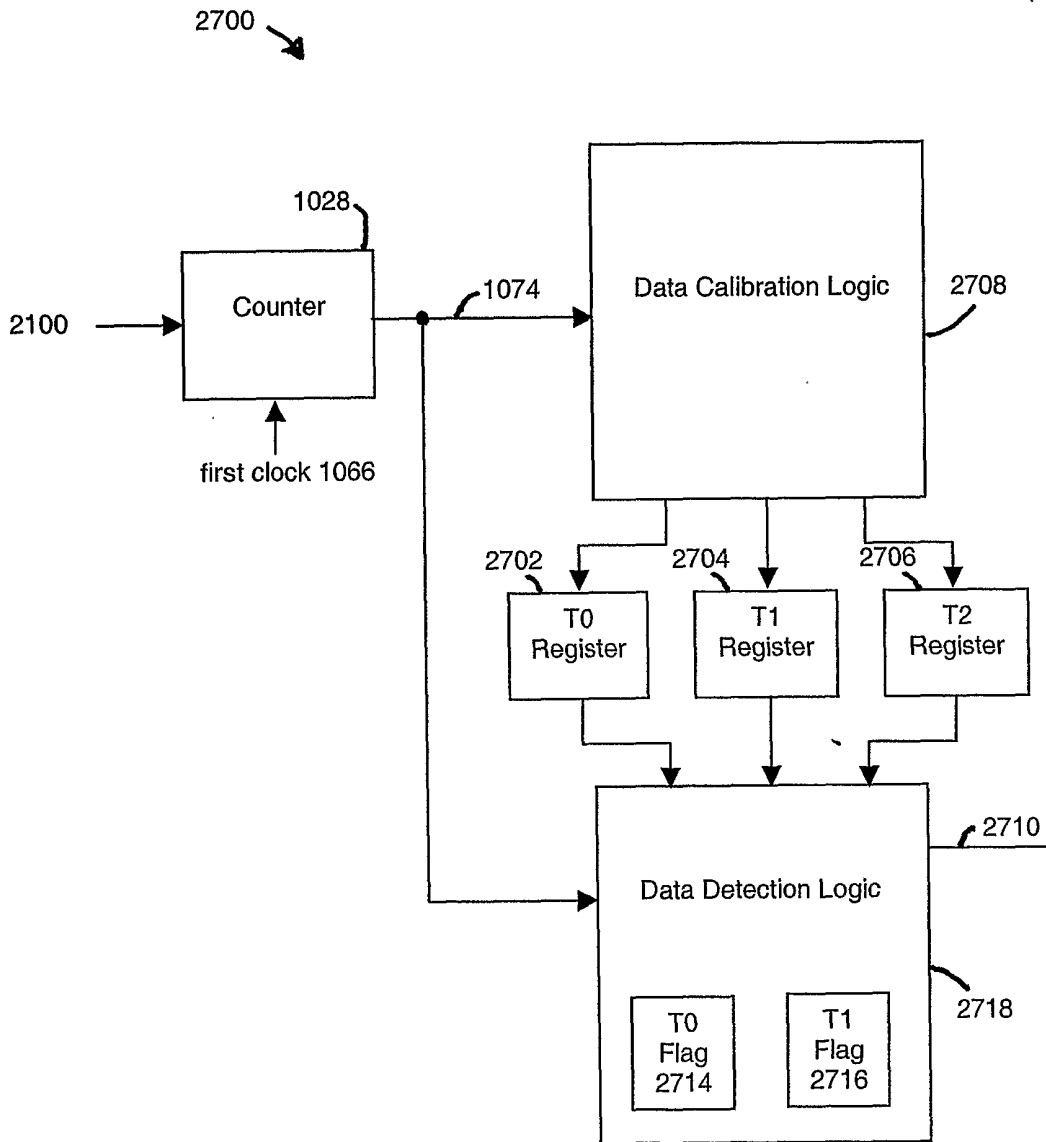 2700
1028
Counter
2100
first clock 1066
1074
Data Calibration Logic
2708
2702
T0
Register
2704
T1
Register
2706
T2
Register
2710
Data Detection Logic
2718
T0
Flag
2714
T1
Flag
2716